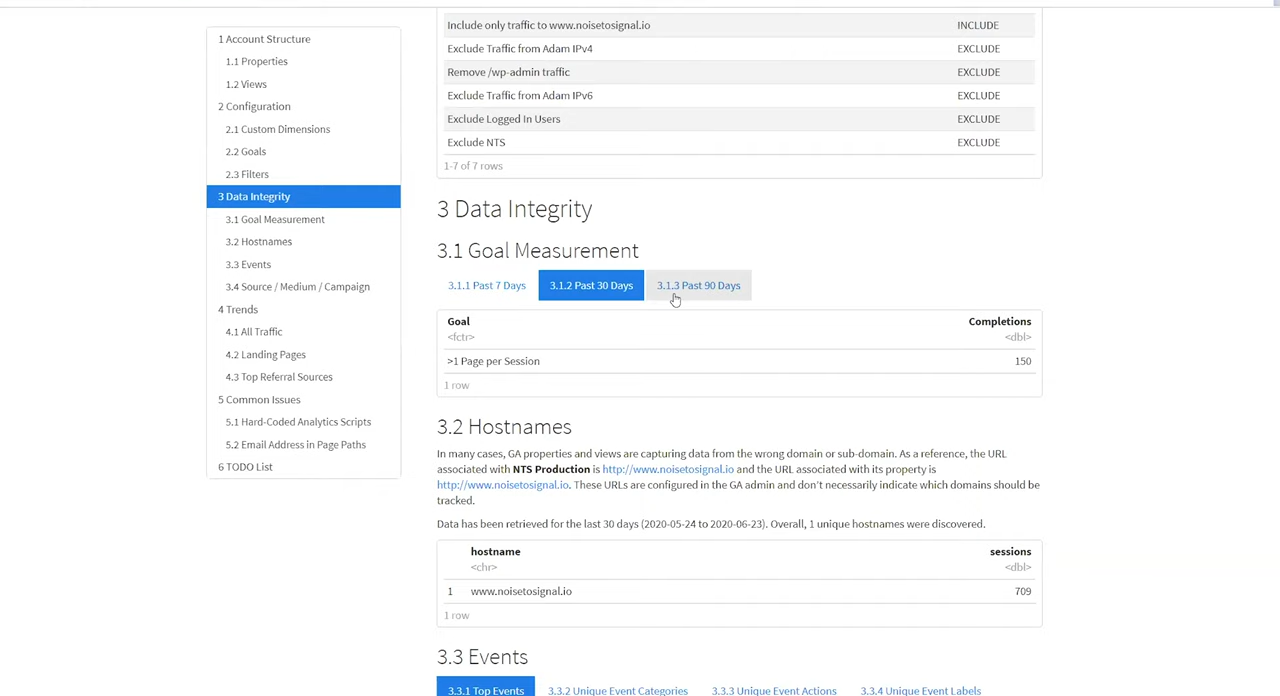 1 Account Structure
1.1 Properties
1.2 Views
2 Configuration
2.1 Custom Dimensions
2.2 Goals
2.3 Filters
3 Data Integrity
3.1 Goal Measurement
3.2 Hostnames
3.3 Events
3.4 Source / Medium / Campaign
4 Trends
4.1 All Traffic
4.2 Landing Pages
4.3 Top Referral Sources
5 Common Issues
5.1 Hard-Coded Analytics Scripts
5.2 Email Address in Page Paths
6 TODO List
Include only traffic to www.noisetosignal.io INCLUDE
Exclude Traffic from Adam IPv4 EXCLUDE
Remove /wp-admin traffic EXCLUDE
Exclude Traffic from Adam IPv6 EXCLUDE
Exclude Logged In Users EXCLUDE
Exclude NTS EXCLUDE
1-7 of 7 rows
3 Data Integrity
3.1 Goal Measurement
3.1.1 Past 7 Days 3.1.2 Past 30 Days 3.1.3 Past 90 Days
Goal Completions
<fctr> <dbl>
>1 Page per Session 150
1 row
3.2 Hostnames
In many cases, GA properties and views are capturing data from the wrong domain or sub-domain. As a reference, the URL
associated with NTS Production is http://www.noisetosignal.io and the URL associated with its property is
http://www.noisetosignal.io. These URLs are configured in the GA admin and don't necessarily indicate which domains should be
tracked.
Data has been retrieved for the last 30 days (2020-05-24 to 2020-06-23). Overall, 1 unique hostnames were discovered.
hostname sessions
<chr> <dbl>
1 www.noisetosignal.io 709
1 row
3.3 Events
3.3.1 Top Events 3.3.2 Unique Event Categories 3.3.3 Unique Event Actions 3.3.4 Unique Event Labels